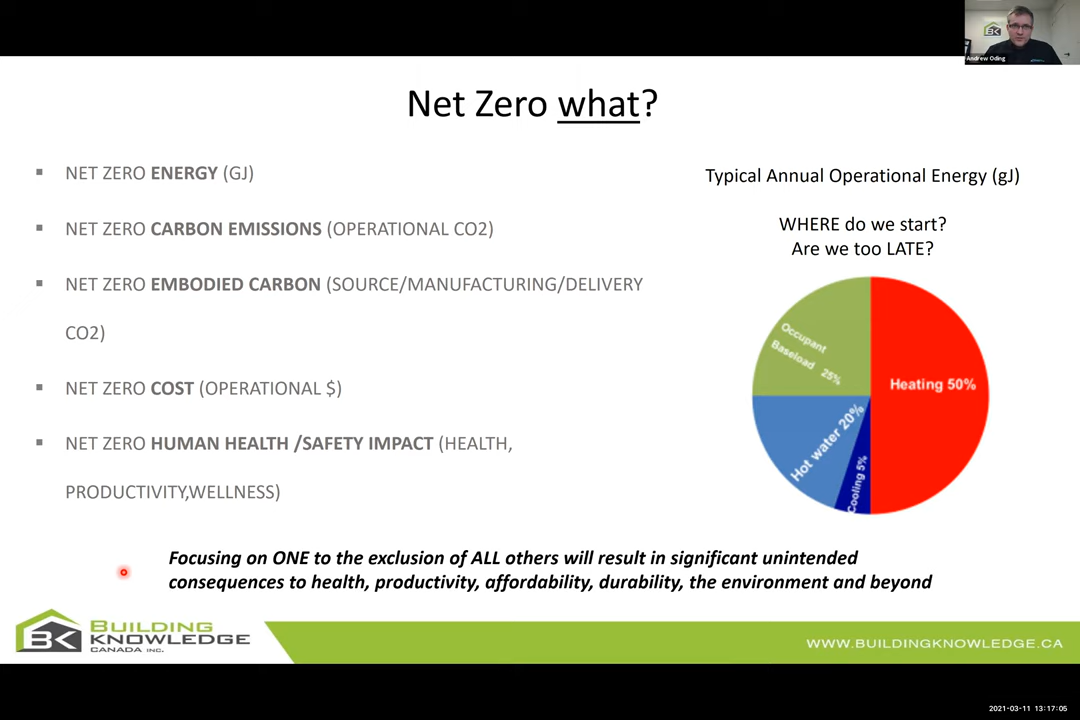 BK
Andrew Oding
Net Zero what?
▪ NET ZERO ENERGY (GJ)
▪ NET ZERO CARBON EMISSIONS (OPERATIONAL CO2)
▪ NET ZERO EMBODIED CARBON (SOURCE/MANUFACTURING/DELIVERY
CO2)
▪ NET ZERO COST (OPERATIONAL $)
▪ NET ZERO HUMAN HEALTH /SAFETY IMPACT (HEALTH,
PRODUCTIVITY,WELLNESS)
Typical Annual Operational Energy (gJ)
WHERE do we start?
Are we too LATE?
Occupant
Baseload 25%
Heating 50%
Hot water 20%
Cooling 5%
Focusing on ONE to the exclusion of ALL others will result in significant unintended
consequences to health, productivity, affordability, durability, the environment and beyond
BK
BUILDING
KNOWLEDGE
CANADA INC.
WWW.BUILDINGKNOWLEDGE.CA
2021-03-11 13:17:05